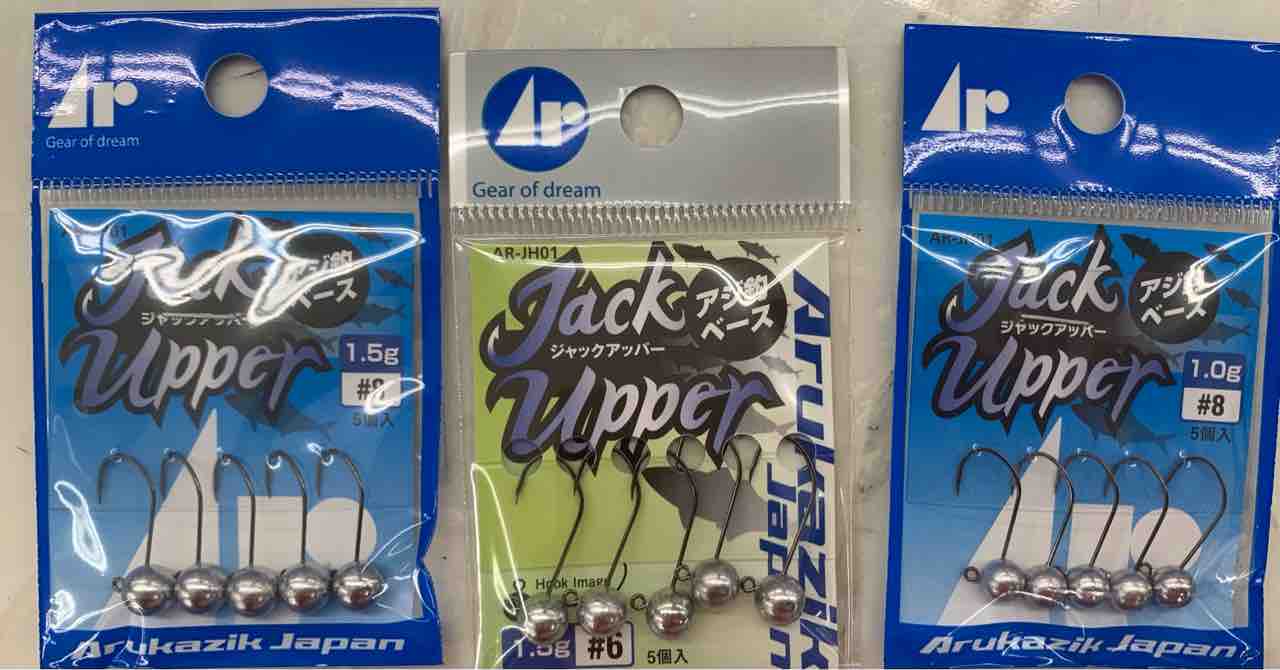 Ar
Gear of dream
Jack
アジ釣
ベース
ジャックアッパー
Upper
1.5g
5個入
Arukazik Japan
Ar
Gear of dream
AR-JH01
Jack
アジ釣
ベース
ジャックアッパー
Upper
Arukazik
Japan
Hook Image
1.5g
#6
5個入
Ar
AR-JH01
Jack
アジ釣
ベース
ジャックアッパー
Upper
1.0g
#8
5個入
Arukazik Japan